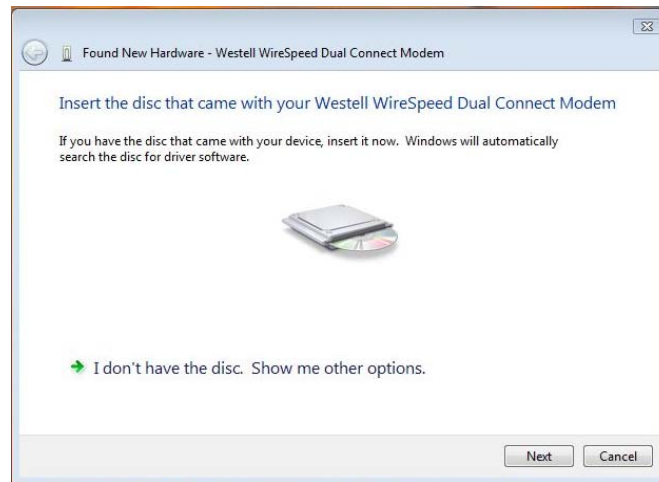 Found New Hardware - Westell WireSpeed Dual Connect Modem
Insert the disc that came with your Westell WireSpeed Dual Connect Modem
If you have the disc that came with your device, insert it now.  Windows will automatically
search the disc for driver software.
I don't have the disc.  Show me other options.
Next
Cancel